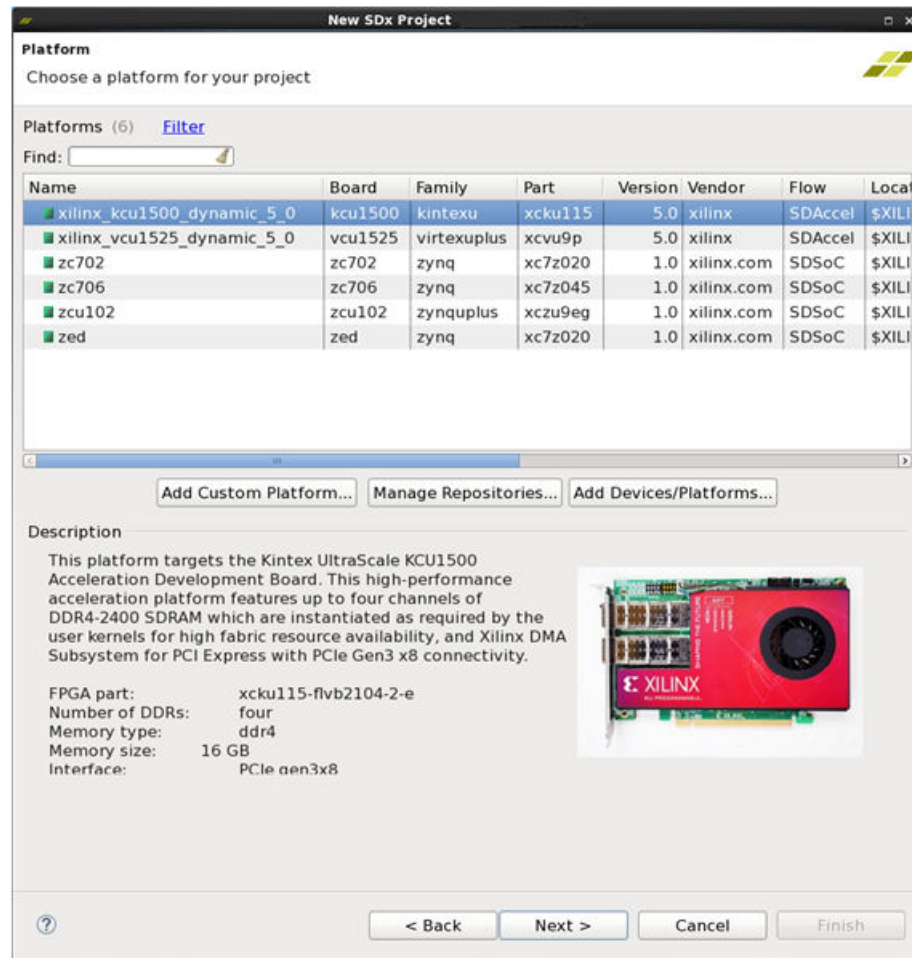 New SDx Project
Platform
Choose a platform for your project
Platforms (6) Filter
Find:
Name Board Family Part Version Vendor Flow Locat
xilinx_kcu1500_dynamic_5_0 kcu1500 kintexu xcku115 5.0 xilinx SDAccel $XILI
xilinx_vcu1525_dynamic_5_0 vcu1525 virtexuplus xcvu9p 5.0 xilinx SDAccel $XILI
zc702 zc702 zynq xc7z020 1.0 xilinx.com SDSoC $XILI
zc706 zc706 zynq xc7z045 1.0 xilinx.com SDSoC $XILI
zcu102 zcu102 zynquplus xczu9eg 1.0 xilinx.com SDSoC $XILI
zed zed zynq xc7z020 1.0 xilinx.com SDSoC $XILI
Add Custom Platform... Manage Repositories... Add Devices/Platforms...
Description
This platform targets the Kintex UltraScale KCU1500
Acceleration Development Board. This high-performance
acceleration platform features up to four channels of
DDR4-2400 SDRAM which are instantiated as required by the
user kernels for high fabric resource availability, and Xilinx DMA
Subsystem for PCI Express with PCIe Gen3 x8 connectivity.
FPGA part: xcku115-flvb2104-2-e
Number of DDRs: four
Memory type: ddr4
Memory size: 16 GB
Interface: PCIe gen3x8
SHAPING THE FUTURE
XILINX
ALL PROGRAMMABLE
? < Back Next > Cancel Finish